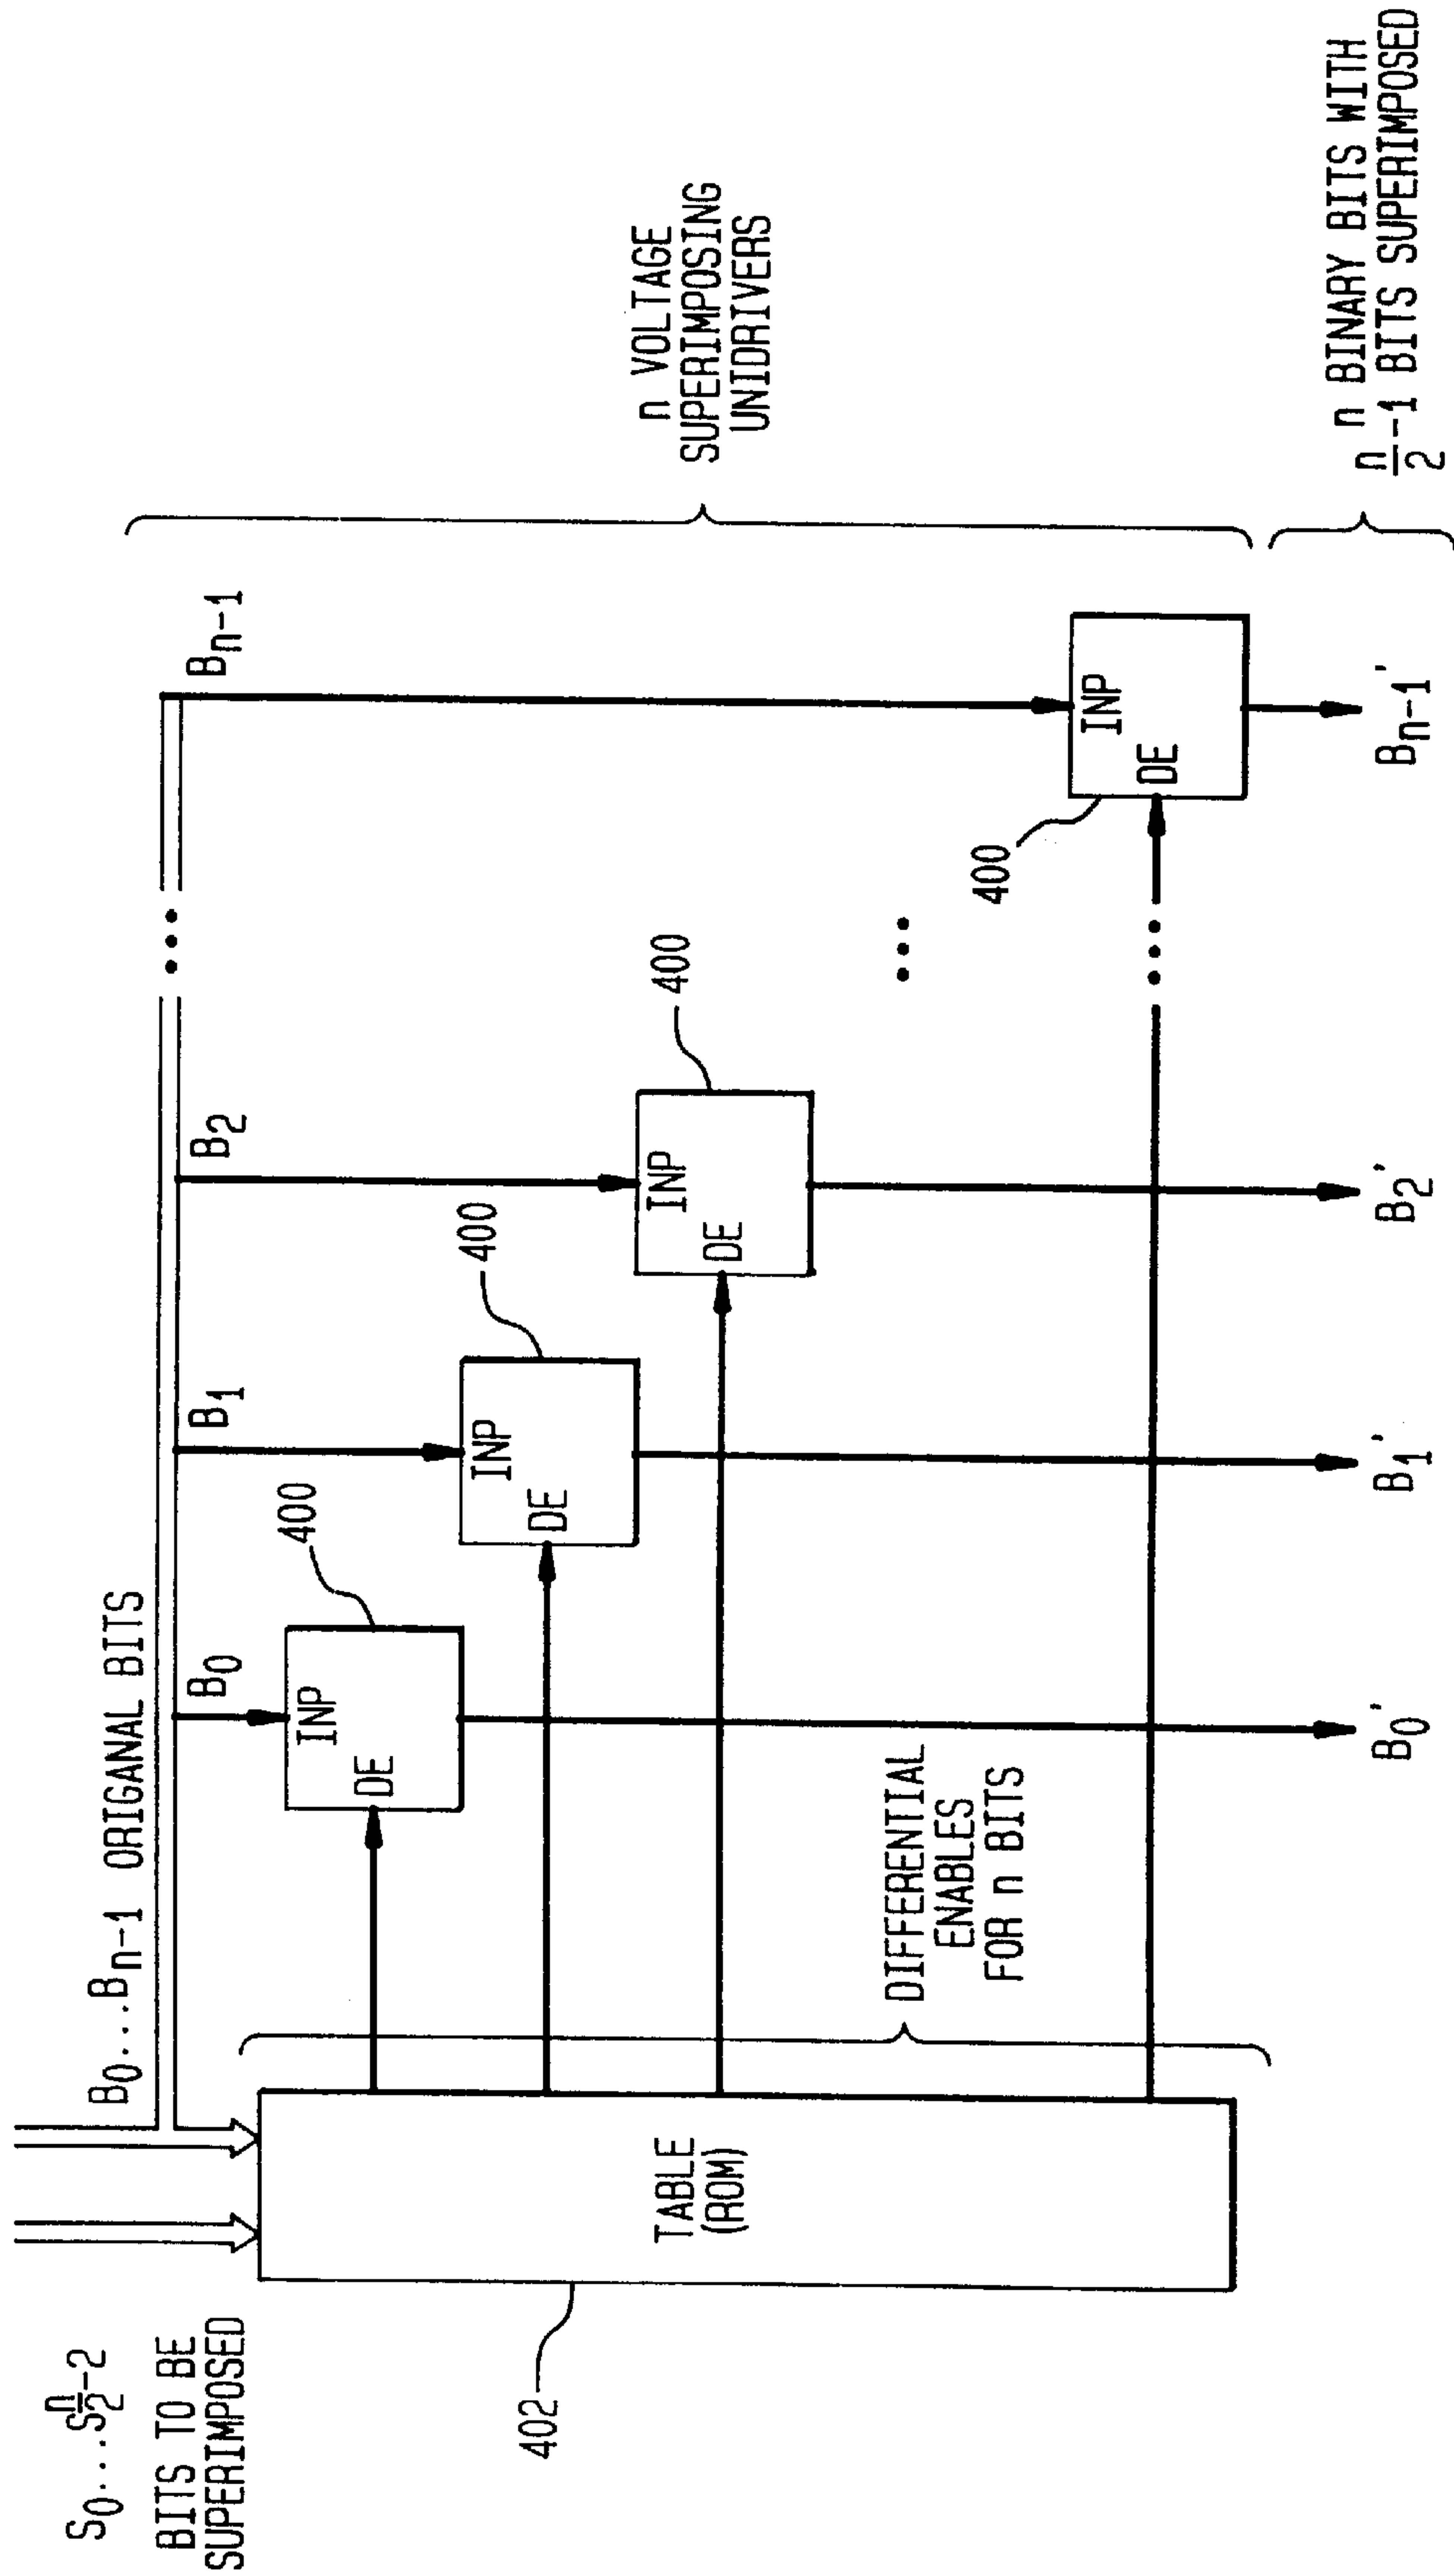 S0...Sn/2-2
BITS TO BE
SUPERIMPOSED
B0...Bn-1 ORIGANAL BITS
402
TABLE
(ROM)
DIFFERENTIAL
ENABLES
FOR n BITS
B0
INP
DE
400
B0'
B1
INP
DE
400
B1'
B2
INP
DE
400
B2'
...
...
...
Bn-1
INP
DE
400
Bn-1'
n VOLTAGE
SUPERIMPOSING
UNIDRIVERS
n BINARY BITS WITH
n/2-1 BITS SUPERIMPOSED